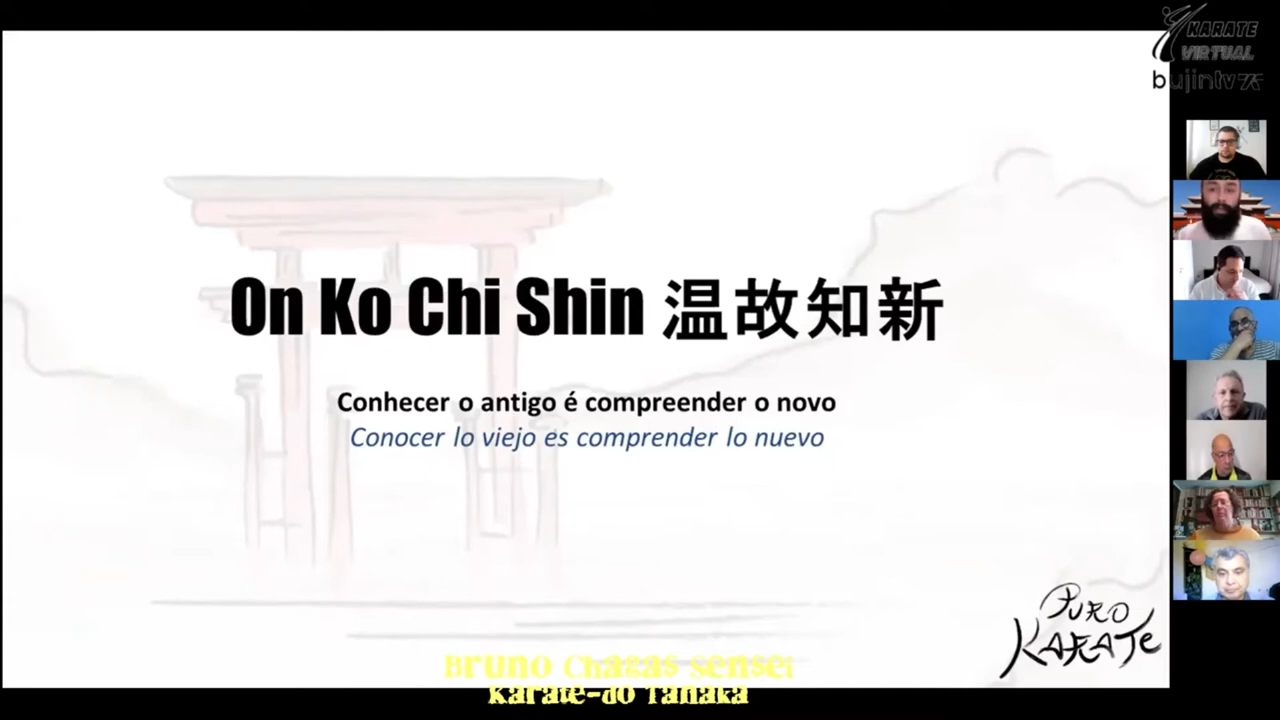 KARATE
VIRTUAL
bujintv
On Ko Chi Shin 温故知新
Conhecer o antigo é compreender o novo
Conocer lo viejo es comprender lo nuevo
PURO
KARATE
Bruno Chagas Sensei
Karate-do Tanaka